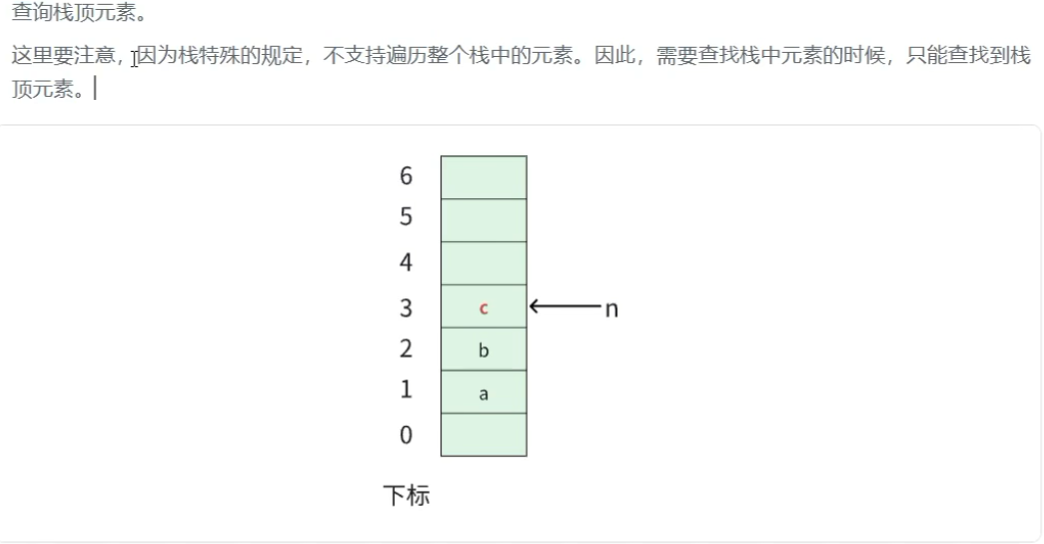 查询栈顶元素。
这里要注意，因为栈特殊的规定，不支持遍历整个栈中的元素。因此，需要查找栈中元素的时候，只能查找到栈
顶元素。
6
5
4
3 c n
2 b
1 a
0
下标